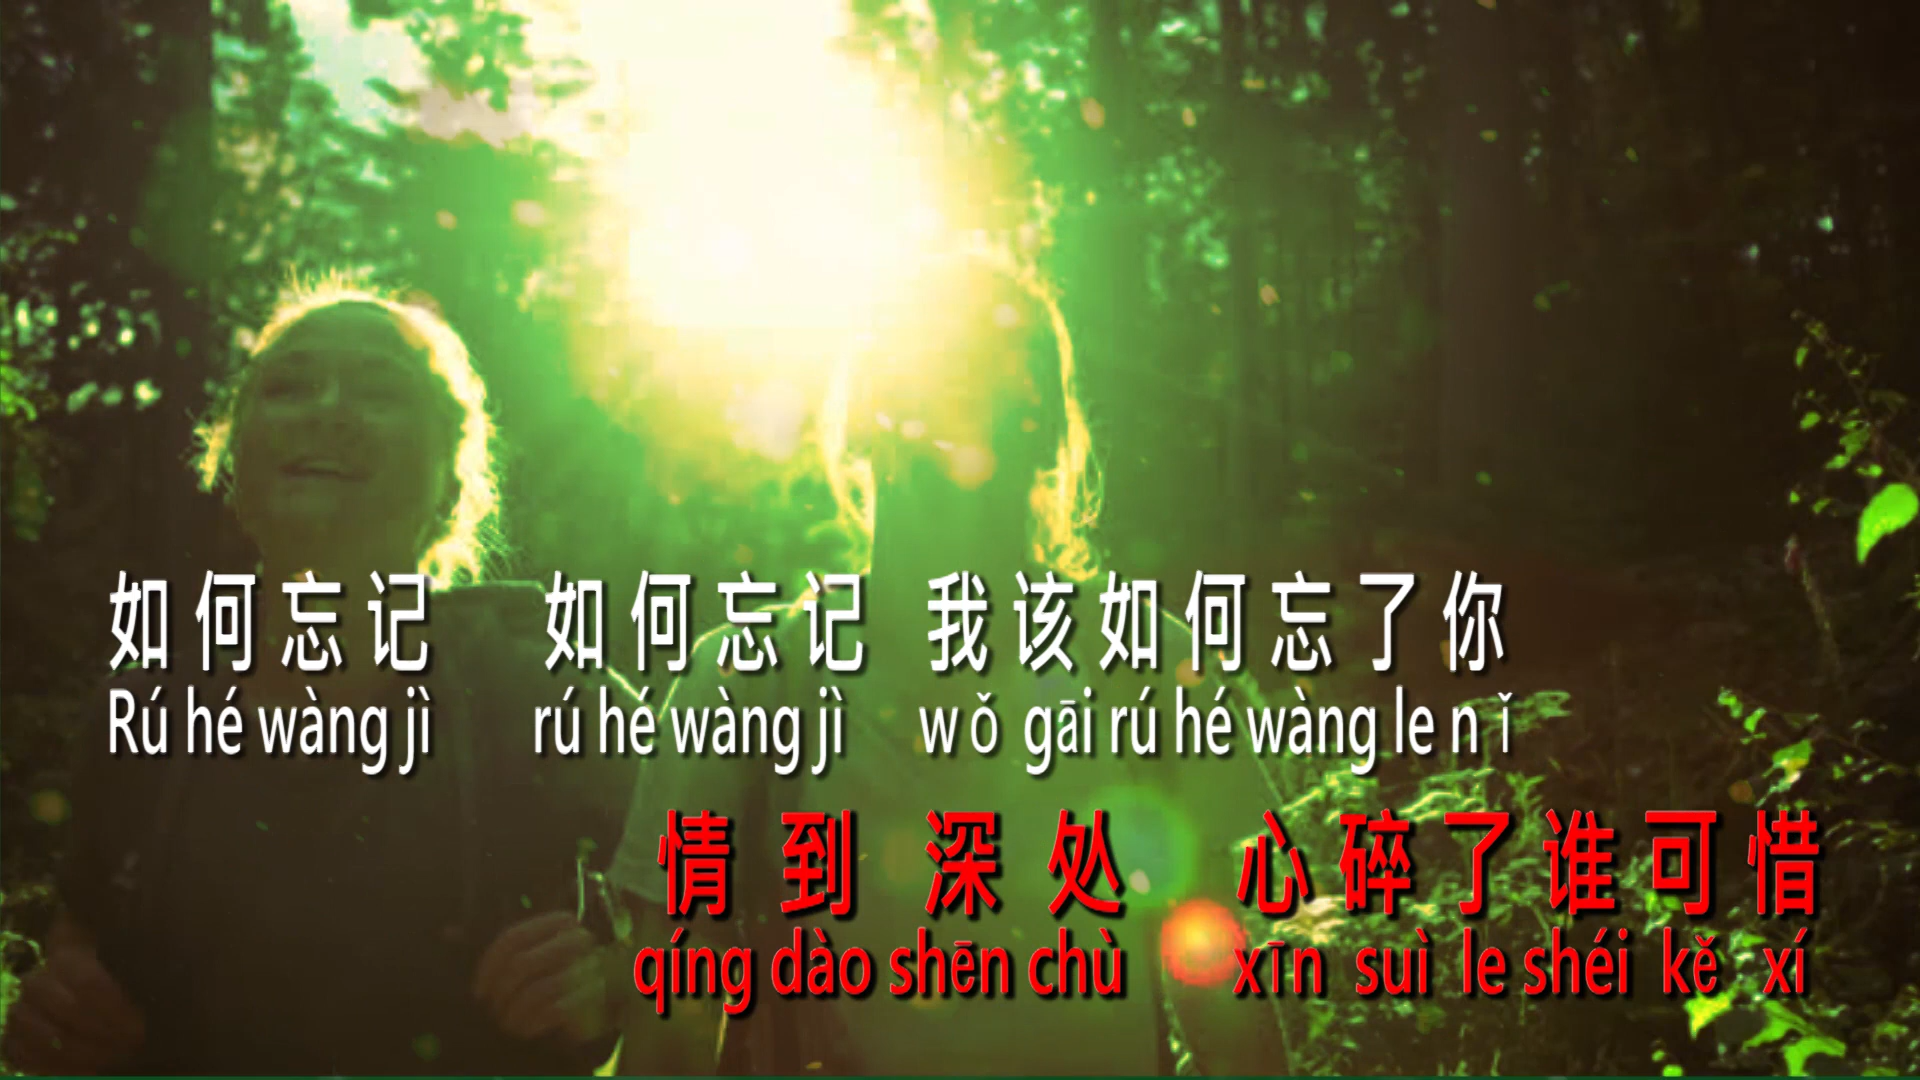 如何忘记 如何忘记 我该如何忘了你
Rú hé wàng jì rú hé wàng jì wǒ gāi rú hé wàng le nǐ
情到深处 心碎了谁可惜
qíng dào shēn chù xīn suì le shéi kě xí